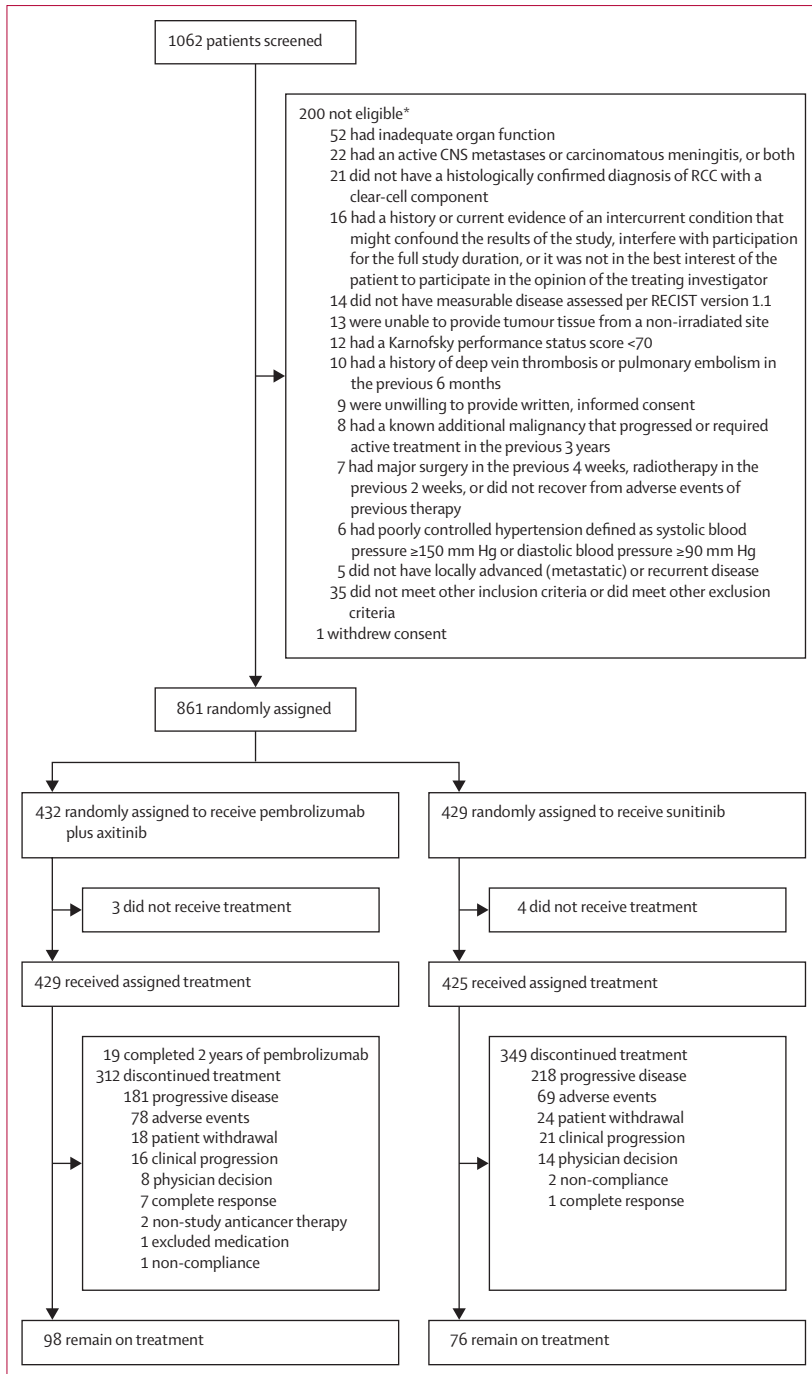 1062 patients screened
200 not eligible*
52 had inadequate organ function
22 had an active CNS metastases or carcinomatous meningitis, or both
21 did not have a histologically confirmed diagnosis of RCC with a
clear-cell component
16 had a history or current evidence of an intercurrent condition that
might confound the results of the study, interfere with participation
for the full study duration, or it was not in the best interest of the
patient to participate in the opinion of the treating investigator
14 did not have measurable disease assessed per RECIST version 1.1
13 were unable to provide tumour tissue from a non-irradiated site
12 had a Karnofsky performance status score <70
10 had a history of deep vein thrombosis or pulmonary embolism in
the previous 6 months
9 were unwilling to provide written, informed consent
8 had a known additional malignancy that progressed or required
active treatment in the previous 3 years
7 had major surgery in the previous 4 weeks, radiotherapy in the
previous 2 weeks, or did not recover from adverse events of
previous therapy
6 had poorly controlled hypertension defined as systolic blood
pressure ≥150 mm Hg or diastolic blood pressure ≥90 mm Hg
5 did not have locally advanced (metastatic) or recurrent disease
35 did not meet other inclusion criteria or did meet other exclusion
criteria
1 withdrew consent
861 randomly assigned
432 randomly assigned to receive pembrolizumab
plus axitinib
3 did not receive treatment
429 received assigned treatment
19 completed 2 years of pembrolizumab
312 discontinued treatment
181 progressive disease
78 adverse events
18 patient withdrawal
16 clinical progression
8 physician decision
7 complete response
2 non-study anticancer therapy
1 excluded medication
1 non-compliance
98 remain on treatment
429 randomly assigned to receive sunitinib
4 did not receive treatment
425 received assigned treatment
349 discontinued treatment
218 progressive disease
69 adverse events
24 patient withdrawal
21 clinical progression
14 physician decision
2 non-compliance
1 complete response
76 remain on treatment